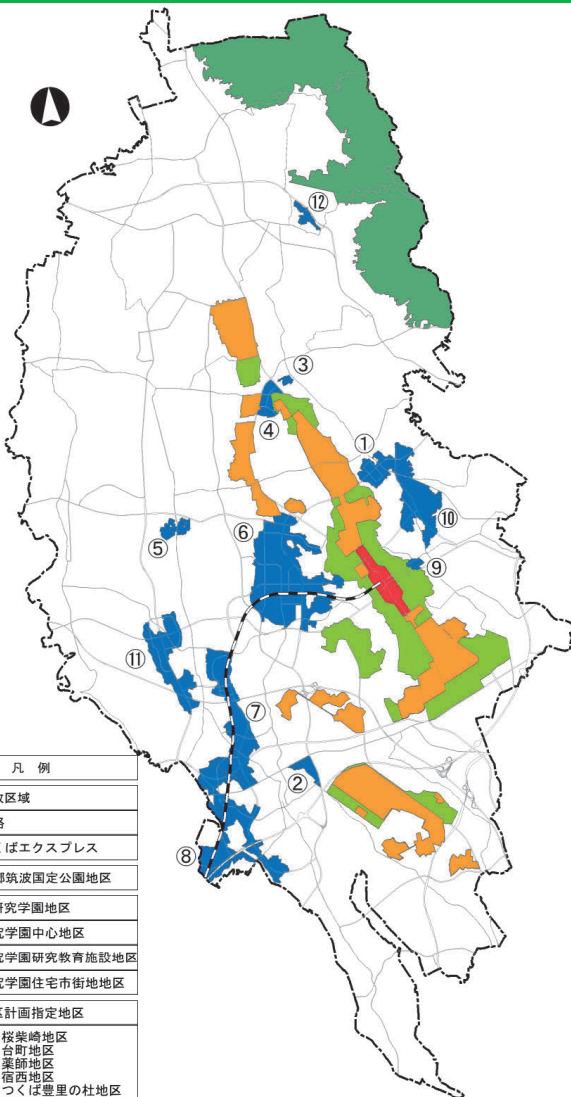 ⑫
③
④
①
⑩
⑤
⑥
⑨
⑪
⑦
②
⑧
凡 例
区域
ばエクスプレス
筑波国定公園地区
研究学園地区
究学園中心地区
究学園研究教育施設地区
究学園住宅市街地地区
計画指定地区
桜柴崎地区
台町地区
薬師地区
宿西地区
つくば豊里の杜地区